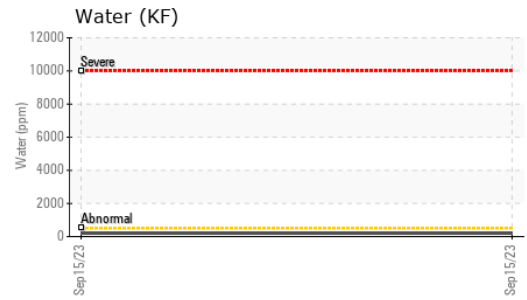 Water (KF)
12000
Severe
10000
8000
Water (ppm)
6000
4000
2000
Abnormal
0
Sep15/23
Sep15/23